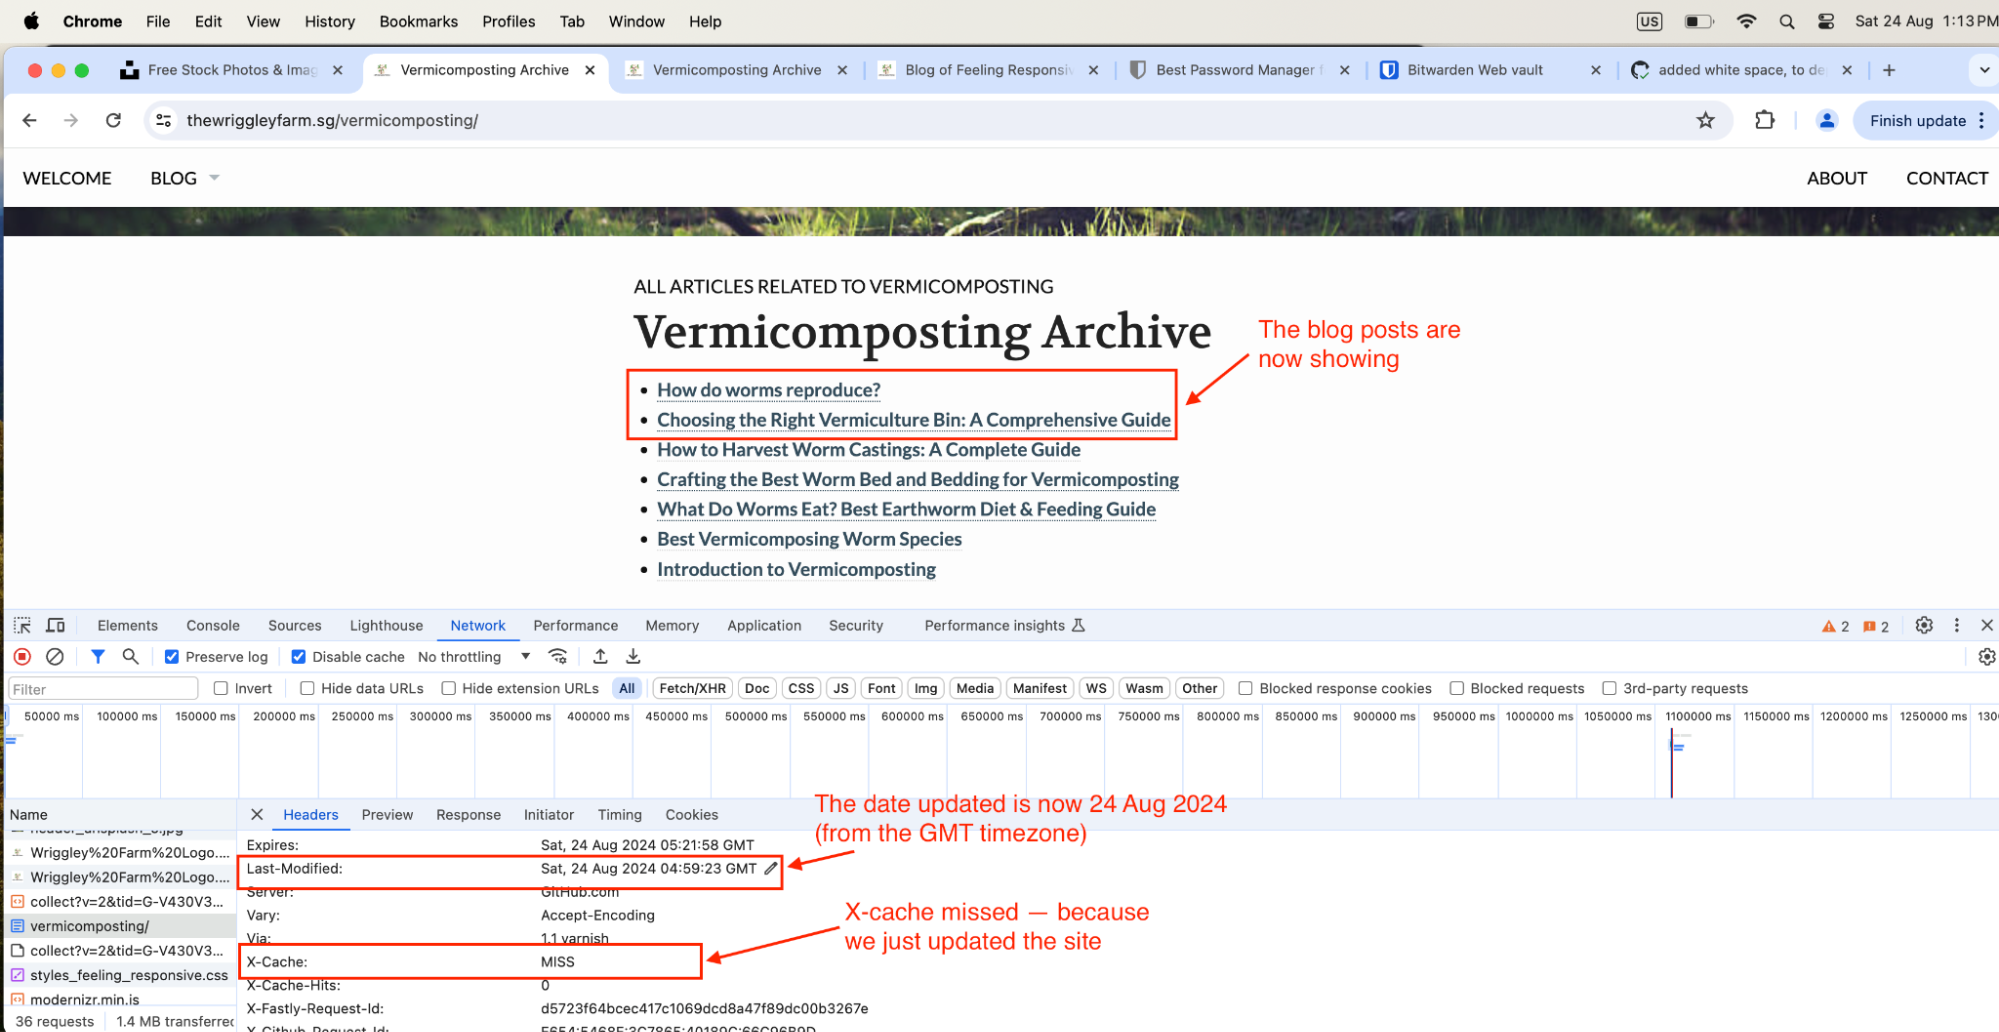 Chrome File Edit View History Bookmarks Profiles Tab Window Help US Sat 24 Aug 1:13PM
Free Stock Photos & Imag Vermicomposting Archive Vermicomposting Archive Blog of Feeling Responsiv Best Password Manager f Bitwarden Web vault added white space, to de
thewriggleyfarm.sg/vermicomposting/ Finish update
WELCOME BLOG ABOUT CONTACT
ALL ARTICLES RELATED TO VERMICOMPOSTING
Vermicomposting Archive
The blog posts are
now showing
• How do worms reproduce?
• Choosing the Right Vermiculture Bin: A Comprehensive Guide
• How to Harvest Worm Castings: A Complete Guide
• Crafting the Best Worm Bed and Bedding for Vermicomposting
• What Do Worms Eat? Best Earthworm Diet & Feeding Guide
• Best Vermicomposing Worm Species
• Introduction to Vermicomposting
Elements Console Sources Lighthouse Network Performance Memory Application Security Performance insights 2 2
Preserve log Disable cache No throttling
Filter Invert Hide data URLs Hide extension URLs All Fetch/XHR Doc CSS JS Font Img Media Manifest WS Wasm Other Blocked response cookies Blocked requests 3rd-party requests
50000 ms 100000 ms 150000 ms 200000 ms 250000 ms 300000 ms 350000 ms 400000 ms 450000 ms 500000 ms 550000 ms 600000 ms 650000 ms 700000 ms 750000 ms 800000 ms 850000 ms 900000 ms 950000 ms 1000000 ms 1050000 ms 1100000 ms 1150000 ms 1200000 ms 1250000 ms 130
The date updated is now 24 Aug 2024
(from the GMT timezone)
Name Headers Preview Response Initiator Timing Cookies
Wriggley%20Farm%20Logo....
Wriggley%20Farm%20Logo....
collect?v=2&tid=G-V430V3...
vermicomposting/
collect?v=2&tid=G-V430V3...
styles_feeling_responsive.css
modernizr.min.js
36 requests 1.4 MB transferred
Expires: Sat, 24 Aug 2024 05:21:58 GMT
Last-Modified: Sat, 24 Aug 2024 04:59:23 GMT
Server: GitHub.com
Vary: Accept-Encoding
Via: 1.1 varnish
X-Cache: MISS
X-Cache-Hits: 0
X-Fastly-Request-Id: d5723f64bcec417c1069dcd8a47f89dc00b3267e
X-Github-Request-Id:
X-cache missed — because
we just updated the site